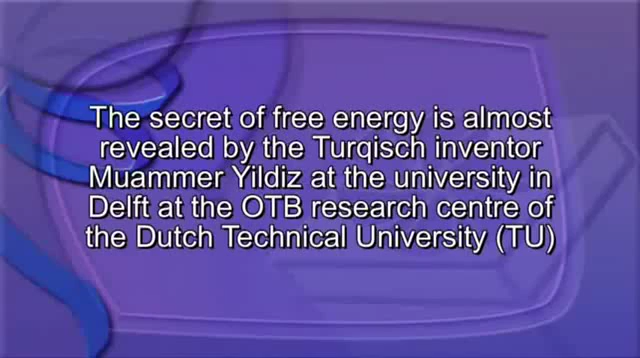 The secret of free energy is almost
revealed by the Turqisch inventor
Muammer Yildiz at the university in
Delft at the OTB research centre of
the Dutch Technical University (TU)